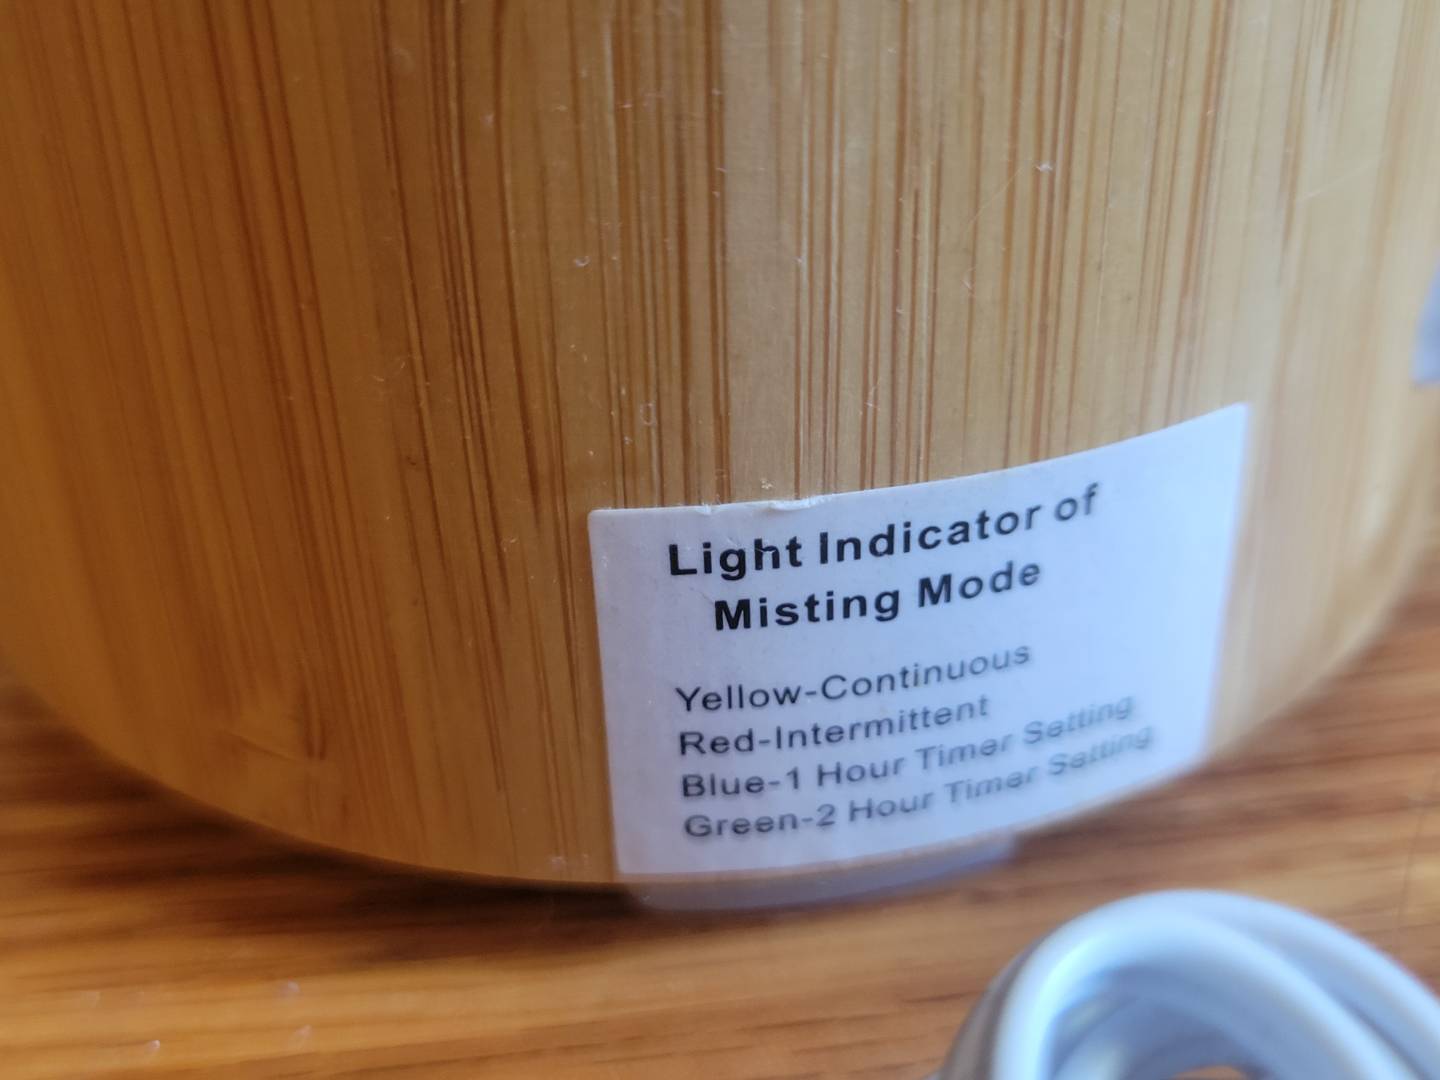 Light Indicator of
Misting Mode
Yellow-Continuous
Red-Intermittent
Blue-1 Hour Timer Setting
Green-2 Hour Timer Setting